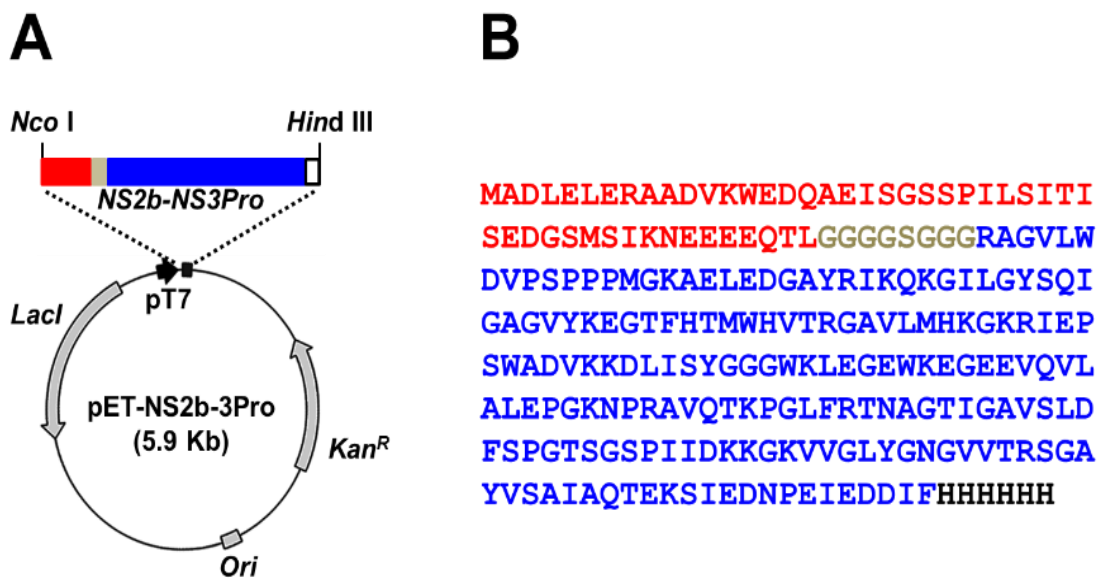 A
B
Nco I
Hind III
NS2b-NS3Pro
pT7
LacI
pET-NS2b-3Pro
(5.9 Kb)
KanR
Ori
MADLELERAADVKWEDQAEISGSSPILSITI
SEDGSMSIKNEEEEQTLGGGGSGGGRAGVLW
DVPSPPPMGKAELEDGAYRIKQKGILGYSQI
GAGVYKEGTFHTMWHVTRGAVLMHKGKRIEP
SWADVKKDLISYGGGWKLEGEWKEGEEVQVL
ALEPGKNPRAVQTKPGLFRTNAGTIGAVSLD
FSPGTSGSPIIDKKGKVVGLYGNGVVTRSGA
YVSAIAQTEKSIEDNPEIEDDIFHHHHHH